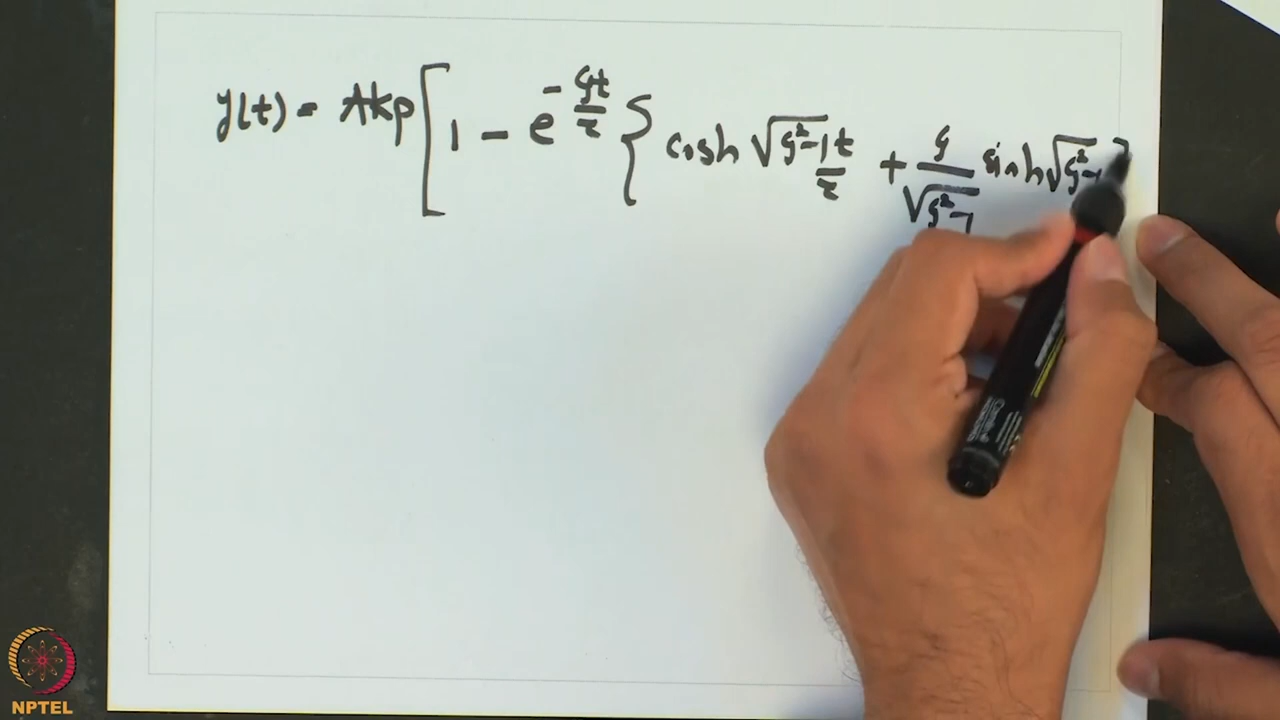 y(t) = Akp[1 - e^{-ζt/τ} { cosh √(ζ²-1) t/τ + ζ/√(ζ²-1) sinh √(ζ²-1
NPTEL